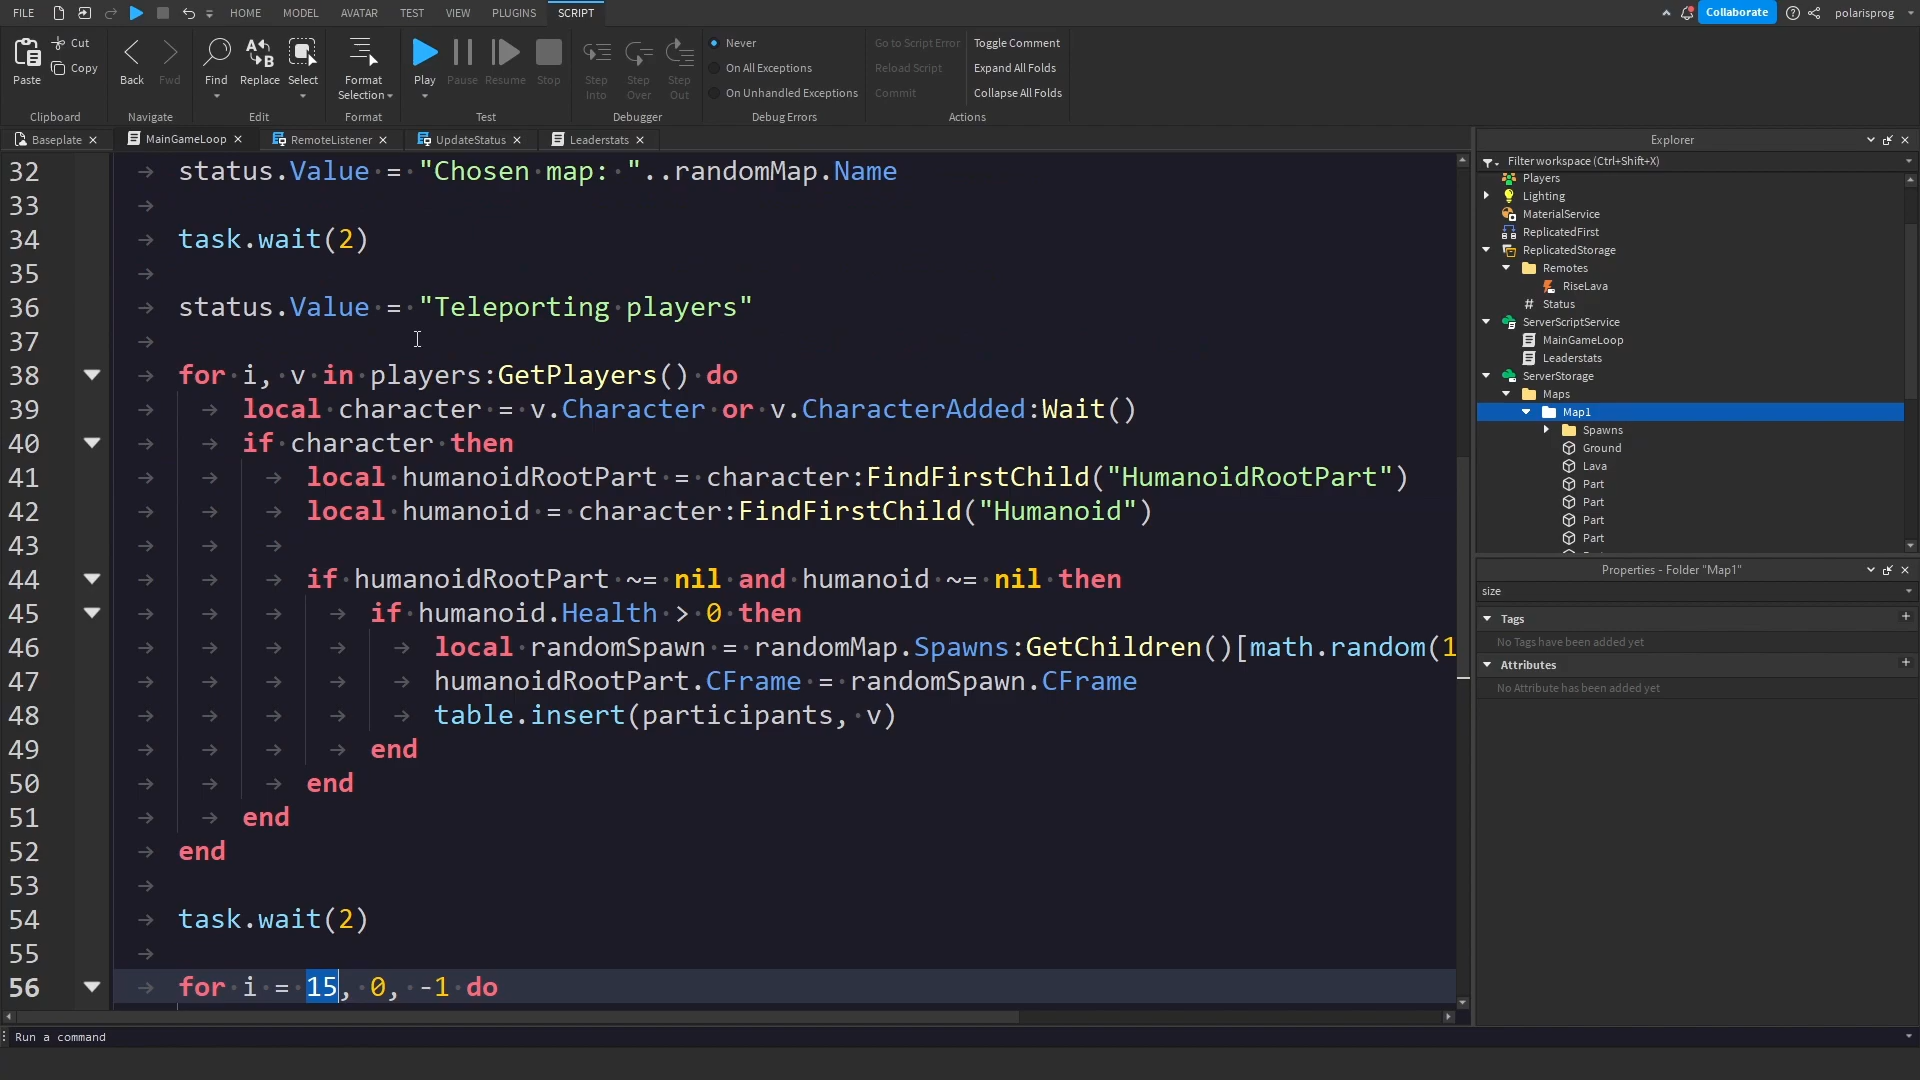 FILE HOME MODEL AVATAR TEST VIEW PLUGINS SCRIPT Collaborate polarisprog
Paste Cut Copy Back Fwd Find Replace Select Format Selection Play Pause Resume Stop Step Into Step Over Step Out
Never
On All Exceptions
On Unhandled Exceptions
Go to Script Error
Reload Script
Commit
Toggle Comment
Expand All Folds
Collapse All Folds
Clipboard Navigate Edit Format Test Debugger Debug Errors Actions
Baseplate MainGameLoop RemoteListener UpdateStatus Leaderstats
32 status.Value = "Chosen map: "..randomMap.Name
33
34 task.wait(2)
35
36 status.Value = "Teleporting players"
37
38 for i, v in players:GetPlayers() do
39 local character = v.Character or v.CharacterAdded:Wait()
40 if character then
41 local humanoidRootPart = character:FindFirstChild("HumanoidRootPart")
42 local humanoid = character:FindFirstChild("Humanoid")
43
44 if humanoidRootPart ~= nil and humanoid ~= nil then
45 if humanoid.Health > 0 then
46 local randomSpawn = randomMap.Spawns:GetChildren()[math.random(1
47 humanoidRootPart.CFrame = randomSpawn.CFrame
48 table.insert(participants, v)
49 end
50 end
51 end
52 end
53
54 task.wait(2)
55
56 for i = 15, 0, -1 do
Run a command
Explorer
Filter workspace (Ctrl+Shift+X)
Players
Lighting
MaterialService
ReplicatedFirst
ReplicatedStorage
Remotes
RiseLava
# Status
ServerScriptService
MainGameLoop
Leaderstats
ServerStorage
Maps
Map1
Spawns
Ground
Lava
Part
Part
Part
Part
Properties - Folder "Map1"
size
Tags
No Tags have been added yet
Attributes
No Attribute has been added yet